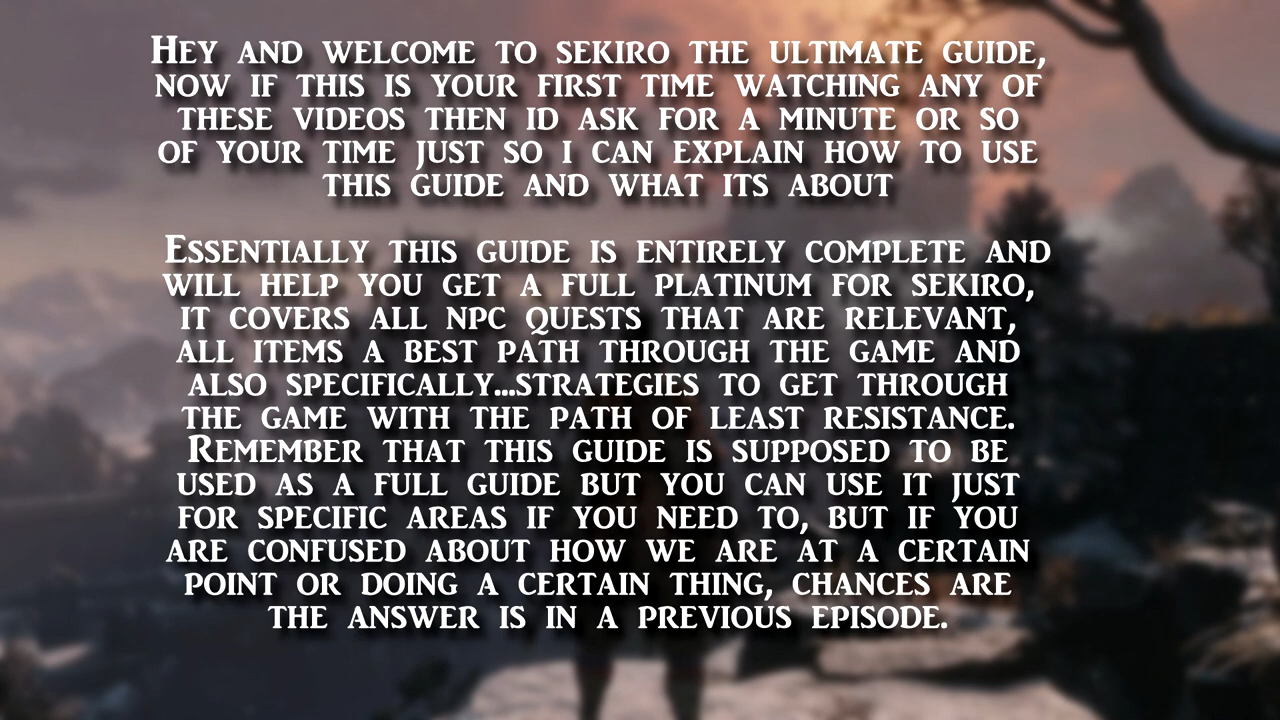 Hey and welcome to sekiro the ultimate guide,
now if this is your first time watching any of
these videos then id ask for a minute or so
of your time just so i can explain how to use
this guide and what its about
Essentially this guide is entirely complete and
will help you get a full platinum for sekiro,
it covers all npc quests that are relevant,
all items a best path through the game and
also specifically...strategies to get through
the game with the path of least resistance.
Remember that this guide is supposed to be
used as a full guide but you can use it just
for specific areas if you need to, but if you
are confused about how we are at a certain
point or doing a certain thing, chances are
the answer is in a previous episode.